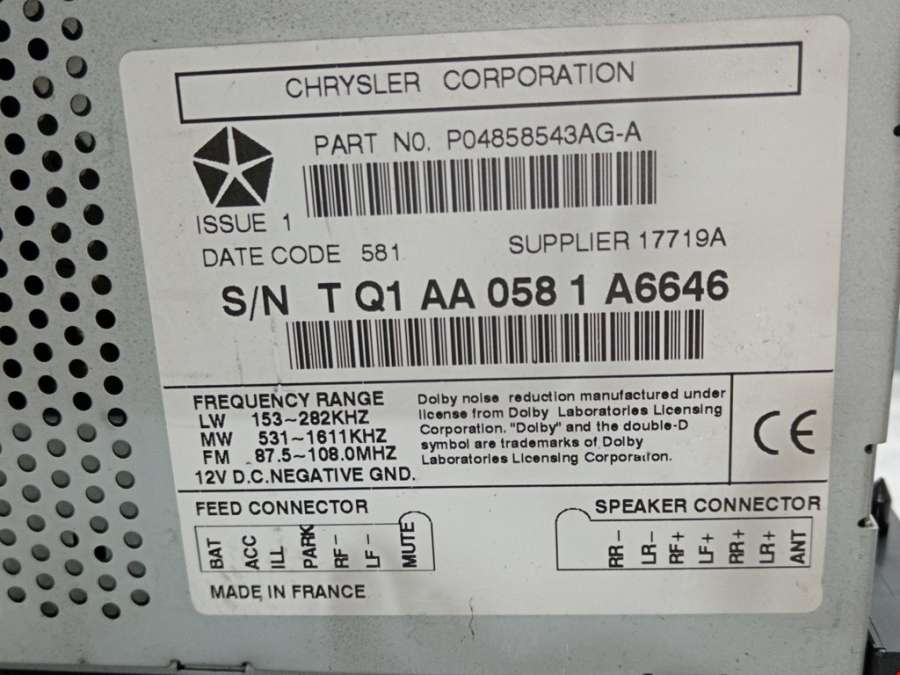 CHRYSLER CORPORATION
PART NO. P04858543AG-A
ISSUE 1
DATE CODE 581
SUPPLIER 17719A
S/N T Q1 AA 058 1 A6646
FREQUENCY RANGE
LW 153~282KHZ
MW 531~1611KHZ
FM 87.5~108.0MHZ
12V D.C.NEGATIVE GND.
Dolby noise reduction manufactured under
license from Dolby Laboratories Licensing
Corporation. "Dolby" and the double-D
symbol are trademarks of Dolby
Laboratories Licensing Corporation.
CE
FEED CONNECTOR
BAT ACC ILL PARK RF- LF- MUTE
SPEAKER CONNECTOR
RR- LR- RF+ LF+ RR+ LR+ ANT
MADE IN FRANCE